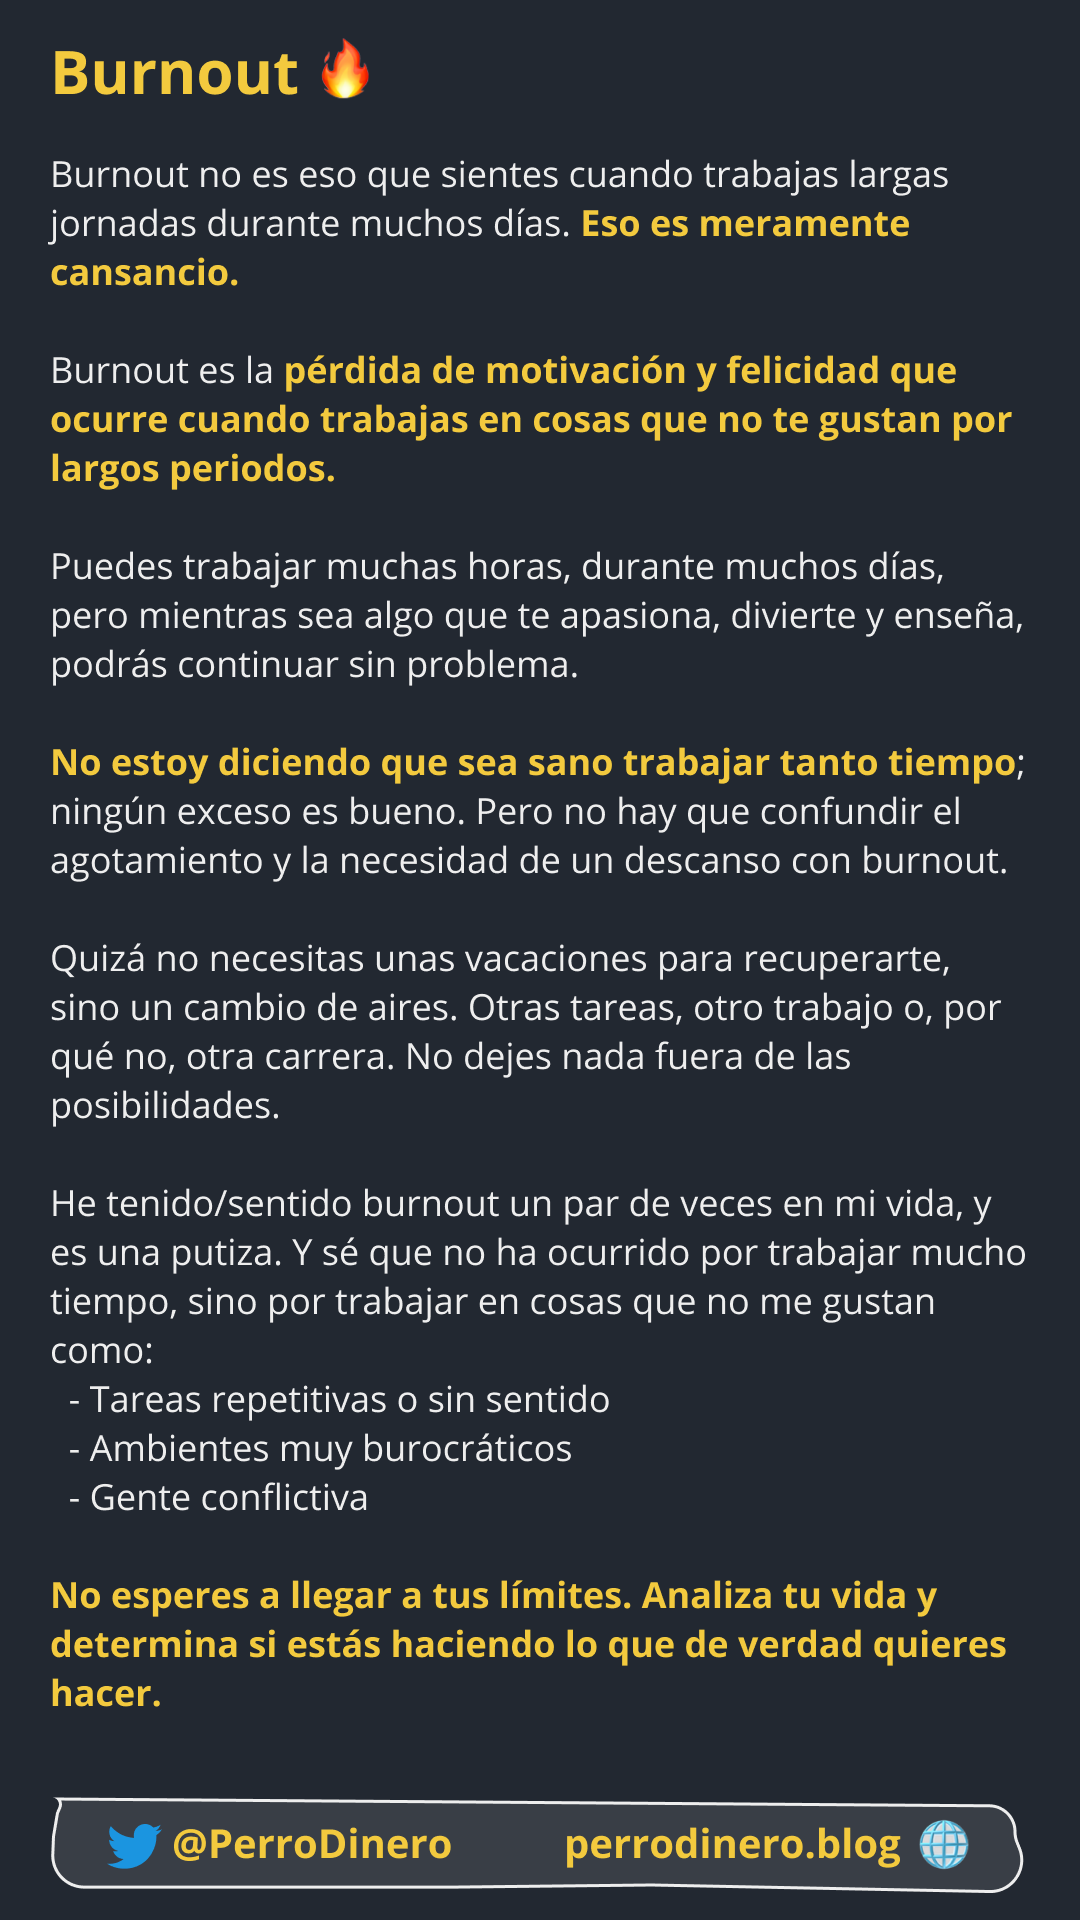 Burnout 🔥
Burnout no es eso que sientes cuando trabajas largas
jornadas durante muchos días. Eso es meramente
cansancio.
Burnout es la pérdida de motivación y felicidad que
ocurre cuando trabajas en cosas que no te gustan por
largos periodos.
Puedes trabajar muchas horas, durante muchos días,
pero mientras sea algo que te apasiona, divierte y enseña,
podrás continuar sin problema.
No estoy diciendo que sea sano trabajar tanto tiempo;
ningún exceso es bueno. Pero no hay que confundir el
agotamiento y la necesidad de un descanso con burnout.
Quizá no necesitas unas vacaciones para recuperarte,
sino un cambio de aires. Otras tareas, otro trabajo o, por
qué no, otra carrera. No dejes nada fuera de las
posibilidades.
He tenido/sentido burnout un par de veces en mi vida, y
es una putiza. Y sé que no ha ocurrido por trabajar mucho
tiempo, sino por trabajar en cosas que no me gustan
como:
- Tareas repetitivas o sin sentido
- Ambientes muy burocráticos
- Gente conflictiva
No esperes a llegar a tus límites. Analiza tu vida y
determina si estás haciendo lo que de verdad quieres
hacer.
@PerroDinero perrodinero.blog